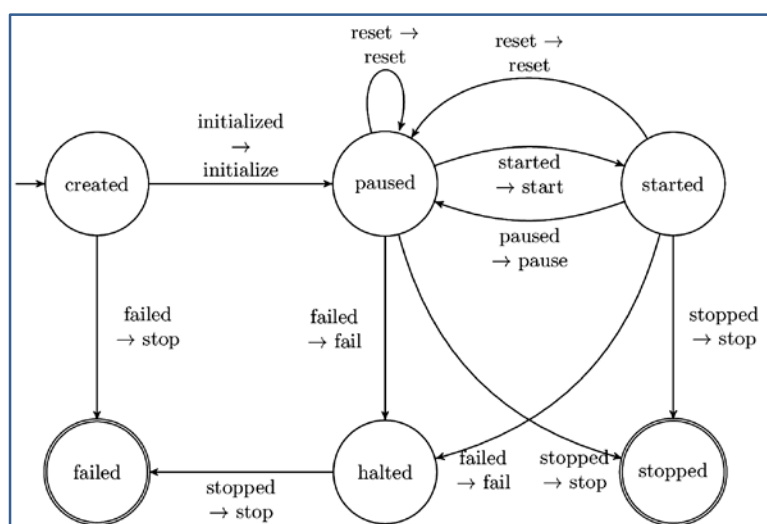 reset →
reset
reset →
reset
initialized
→
initialize
created
paused
started
→ start
started
paused
→ pause
failed
→ stop
failed
→ fail
stopped
→ stop
failed
stopped
→ stop
halted
failed
→ fail
stopped
→ stop
stopped